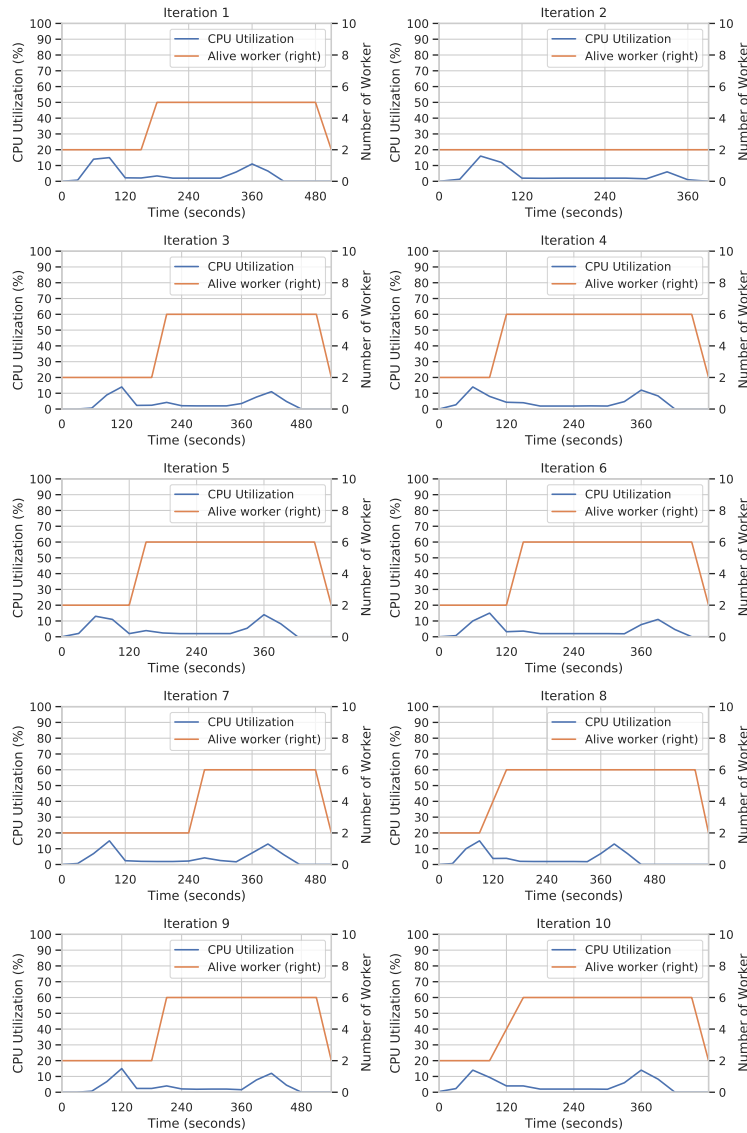 Iteration 1
CPU Utilization (%)
100
90
80
70
60
50
40
30
20
10
0
CPU Utilization
Alive worker (right)
10
8
6
4
2
0
Number of Worker
0 120 240 360 480
Time (seconds)
Iteration 2
CPU Utilization (%)
100
90
80
70
60
50
40
30
20
10
0
CPU Utilization
Alive worker (right)
10
8
6
4
2
0
Number of Worker
0 120 240 360
Time (seconds)
Iteration 3
CPU Utilization (%)
100
90
80
70
60
50
40
30
20
10
0
CPU Utilization
Alive worker (right)
10
8
6
4
2
0
Number of Worker
0 120 240 360 480
Time (seconds)
Iteration 4
CPU Utilization (%)
100
90
80
70
60
50
40
30
20
10
0
CPU Utilization
Alive worker (right)
10
8
6
4
2
0
Number of Worker
0 120 240 360
Time (seconds)
Iteration 5
CPU Utilization (%)
100
90
80
70
60
50
40
30
20
10
0
CPU Utilization
Alive worker (right)
10
8
6
4
2
0
Number of Worker
0 120 240 360
Time (seconds)
Iteration 6
CPU Utilization (%)
100
90
80
70
60
50
40
30
20
10
0
CPU Utilization
Alive worker (right)
10
8
6
4
2
0
Number of Worker
0 120 240 360
Time (seconds)
Iteration 7
CPU Utilization (%)
100
90
80
70
60
50
40
30
20
10
0
CPU Utilization
Alive worker (right)
10
8
6
4
2
0
Number of Worker
0 120 240 360 480
Time (seconds)
Iteration 8
CPU Utilization (%)
100
90
80
70
60
50
40
30
20
10
0
CPU Utilization
Alive worker (right)
10
8
6
4
2
0
Number of Worker
0 120 240 360 480
Time (seconds)
Iteration 9
CPU Utilization (%)
100
90
80
70
60
50
40
30
20
10
0
CPU Utilization
Alive worker (right)
10
8
6
4
2
0
Number of Worker
0 120 240 360 480
Time (seconds)
Iteration 10
CPU Utilization (%)
100
90
80
70
60
50
40
30
20
10
0
CPU Utilization
Alive worker (right)
10
8
6
4
2
0
Number of Worker
0 120 240 360
Time (seconds)